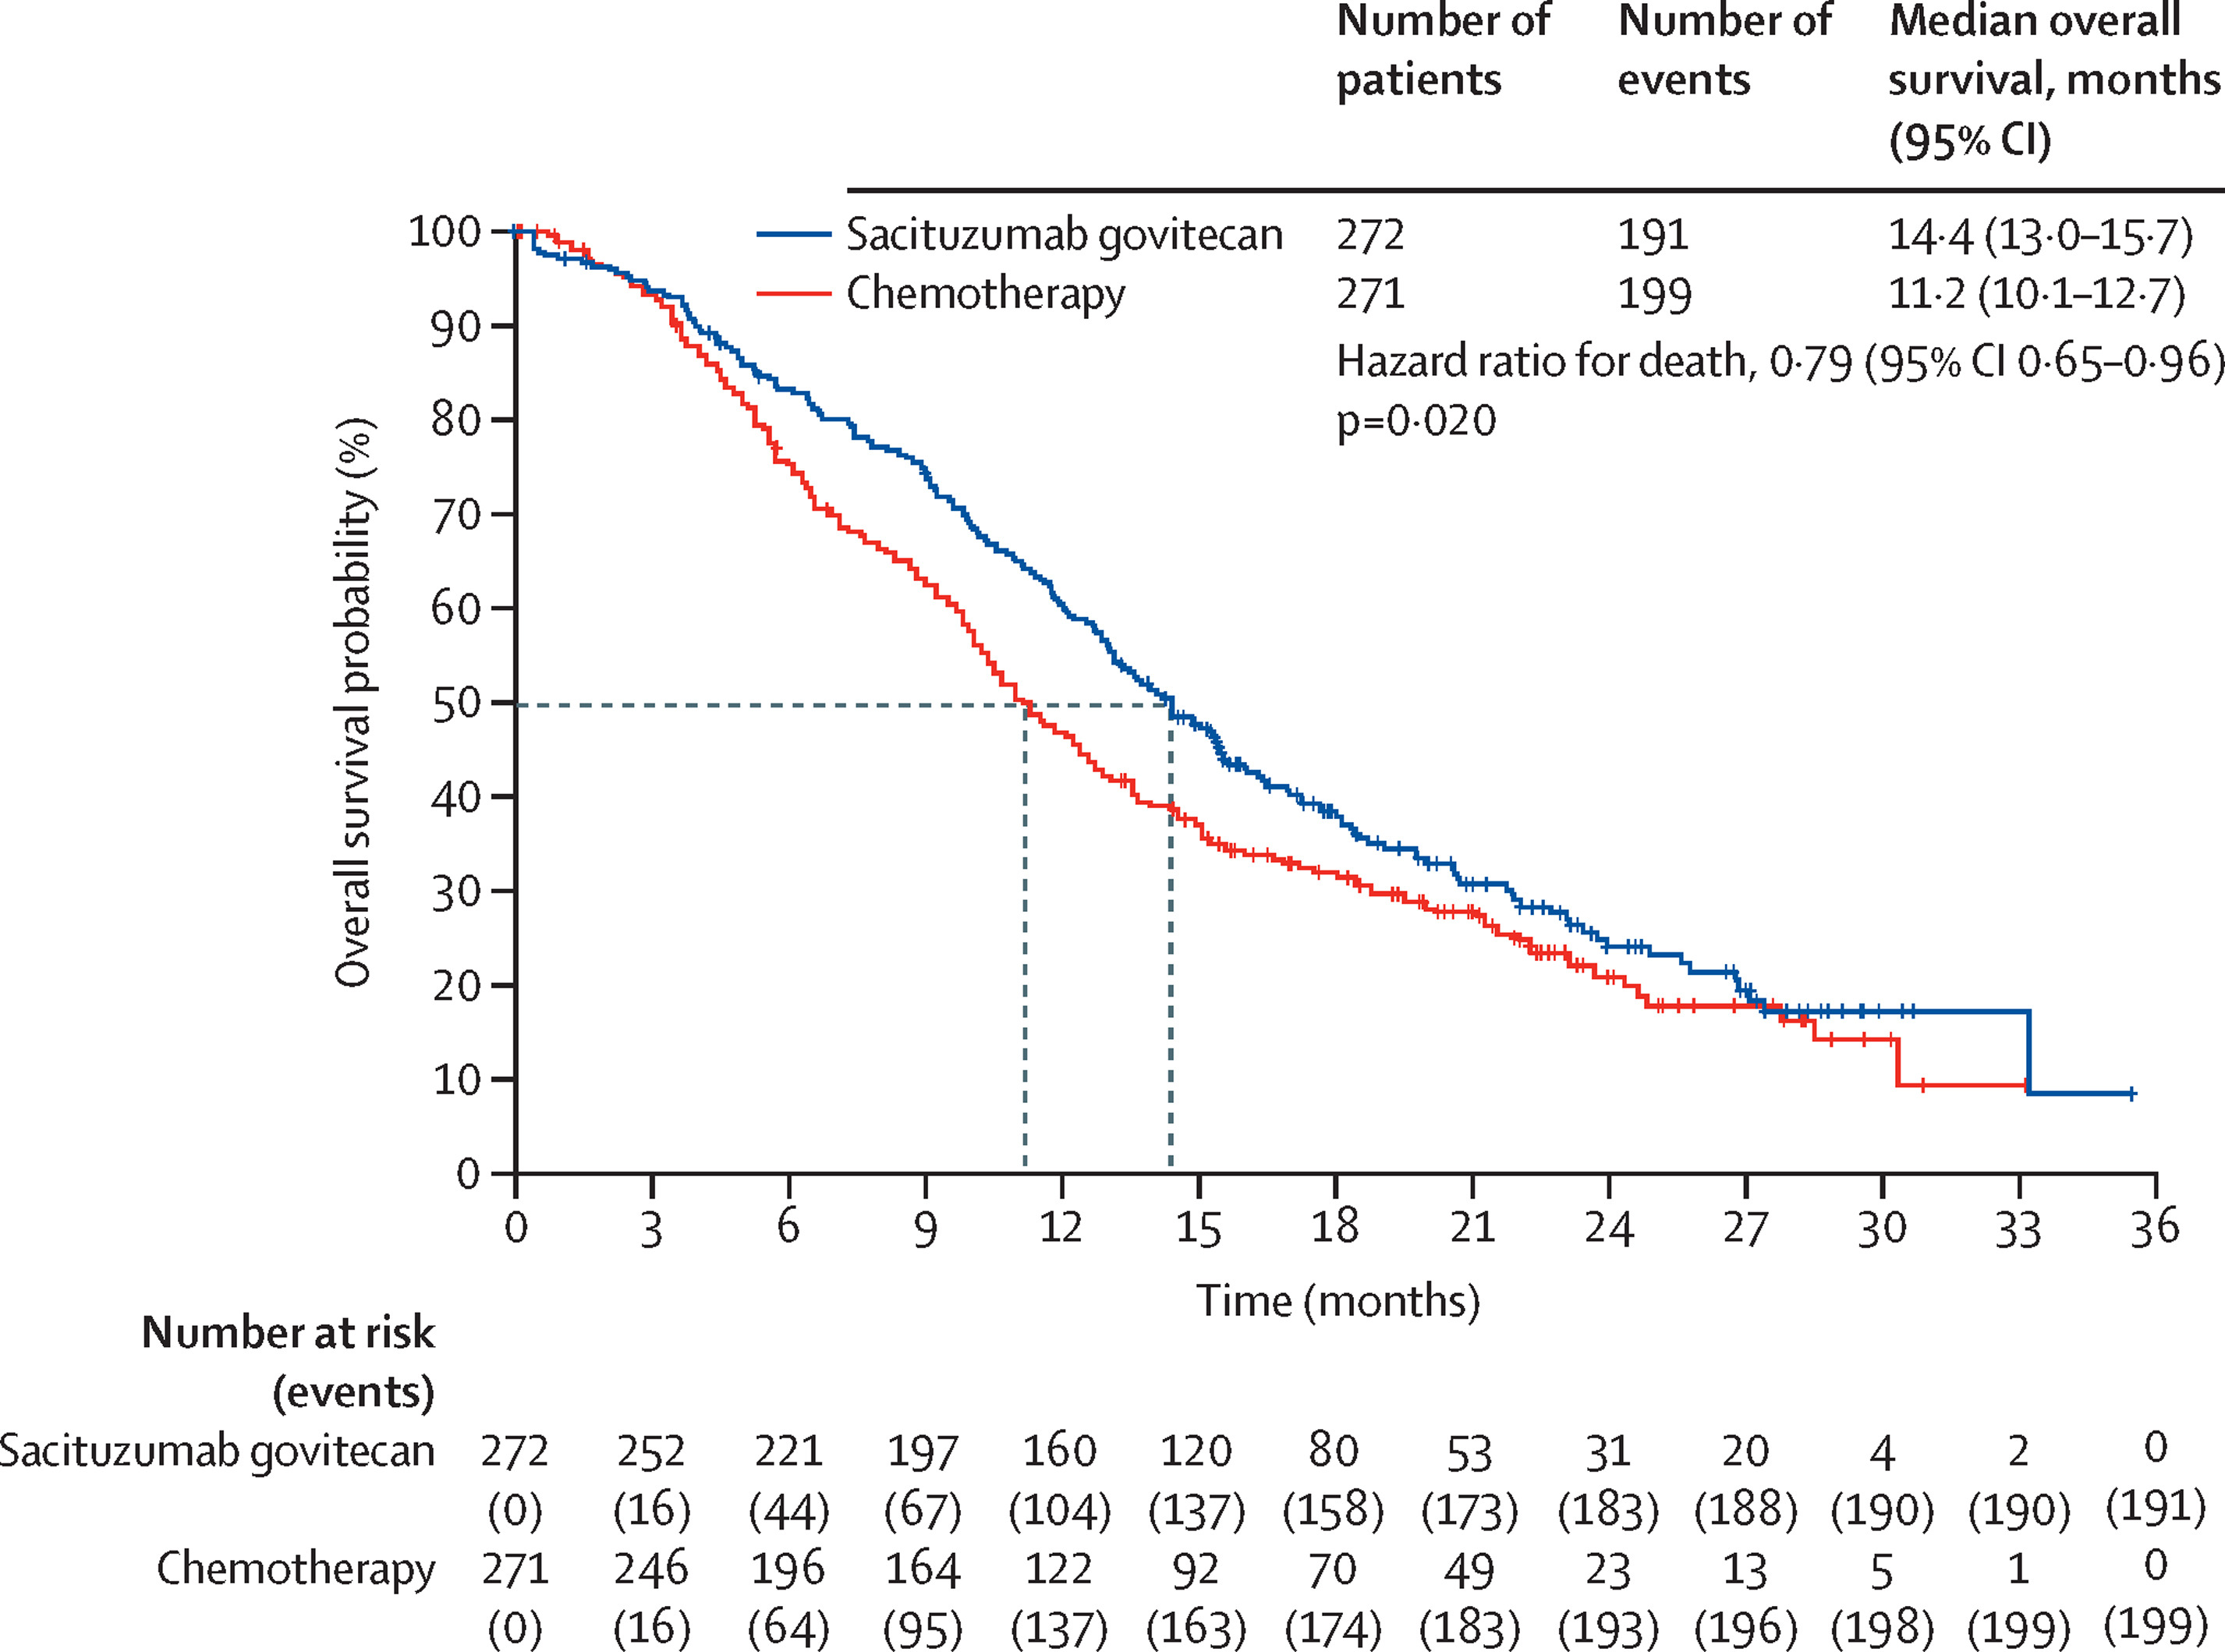 Number of patients Number of events Median overall survival, months (95% CI)
Sacituzumab govitecan 272 191 14·4 (13·0–15·7)
Chemotherapy 271 199 11·2 (10·1–12·7)
Hazard ratio for death, 0·79 (95% CI 0·65–0·96)
p=0·020
Overall survival probability (%)
100
90
80
70
60
50
40
30
20
10
0
0 3 6 9 12 15 18 21 24 27 30 33 36
Time (months)
Number at risk
(events)
Sacituzumab govitecan 272 252 221 197 160 120 80 53 31 20 4 2 0
(0) (16) (44) (67) (104) (137) (158) (173) (183) (188) (190) (190) (191)
Chemotherapy 271 246 196 164 122 92 70 49 23 13 5 1 0
(0) (16) (64) (95) (137) (163) (174) (183) (193) (196) (198) (199) (199)